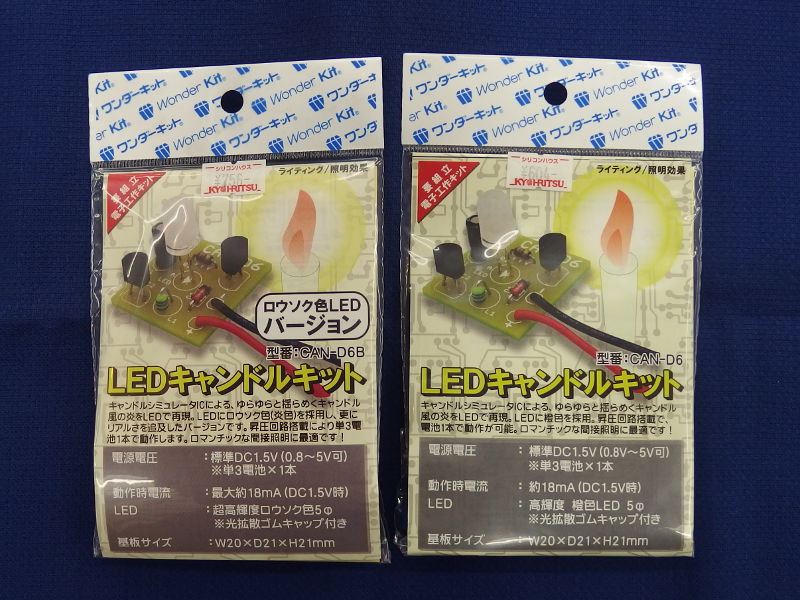 Wonder Kit
ワンダーキット
要組立
電子工作キット
シリコンハウス
¥756-
KYOHRITSU
ライティング/照明効果
ロウソク色LED
バージョン
型番:CAN-D6B
LEDキャンドルキット
キャンドルシミュレータICによる、ゆらゆらと揺らめくキャンドル
風の炎をLEDで再現。LEDにロウソク色(炎色)を採用し、更に
リアルさを追及したバージョンです。昇圧回路搭載により単3電
池1本で動作します。ロマンチックな間接照明に最適です!
電源電圧 :標準DC1.5V(0.8~5V可)
※単3電池×1本
動作時電流 :最大約18mA(DC1.5V時)
LED :超高輝度ロウソク色5φ
※光拡散ゴムキャップ付き
基板サイズ :W20×D21×H21mm
Wonder Kit
ワンダーキット
要組立
電子工作キット
シリコンハウス
¥604-
KYOHRITSU
ライティング/照明効果
型番:CAN-D6
LEDキャンドルキット
キャンドルシミュレータICによる、ゆらゆらと揺らめくキャンドル
風の炎をLEDで再現。LEDに橙色を採用。昇圧回路搭載で、
電池1本で動作が可能。ロマンチックな間接照明に最適です!
電源電圧 :標準DC1.5V(0.8V~5V可)
※単3電池×1本
動作時電流 :約18mA(DC1.5V時)
LED :高輝度 橙色LED 5φ
※光拡散ゴムキャップ付き
基板サイズ :W20×D21×H21mm